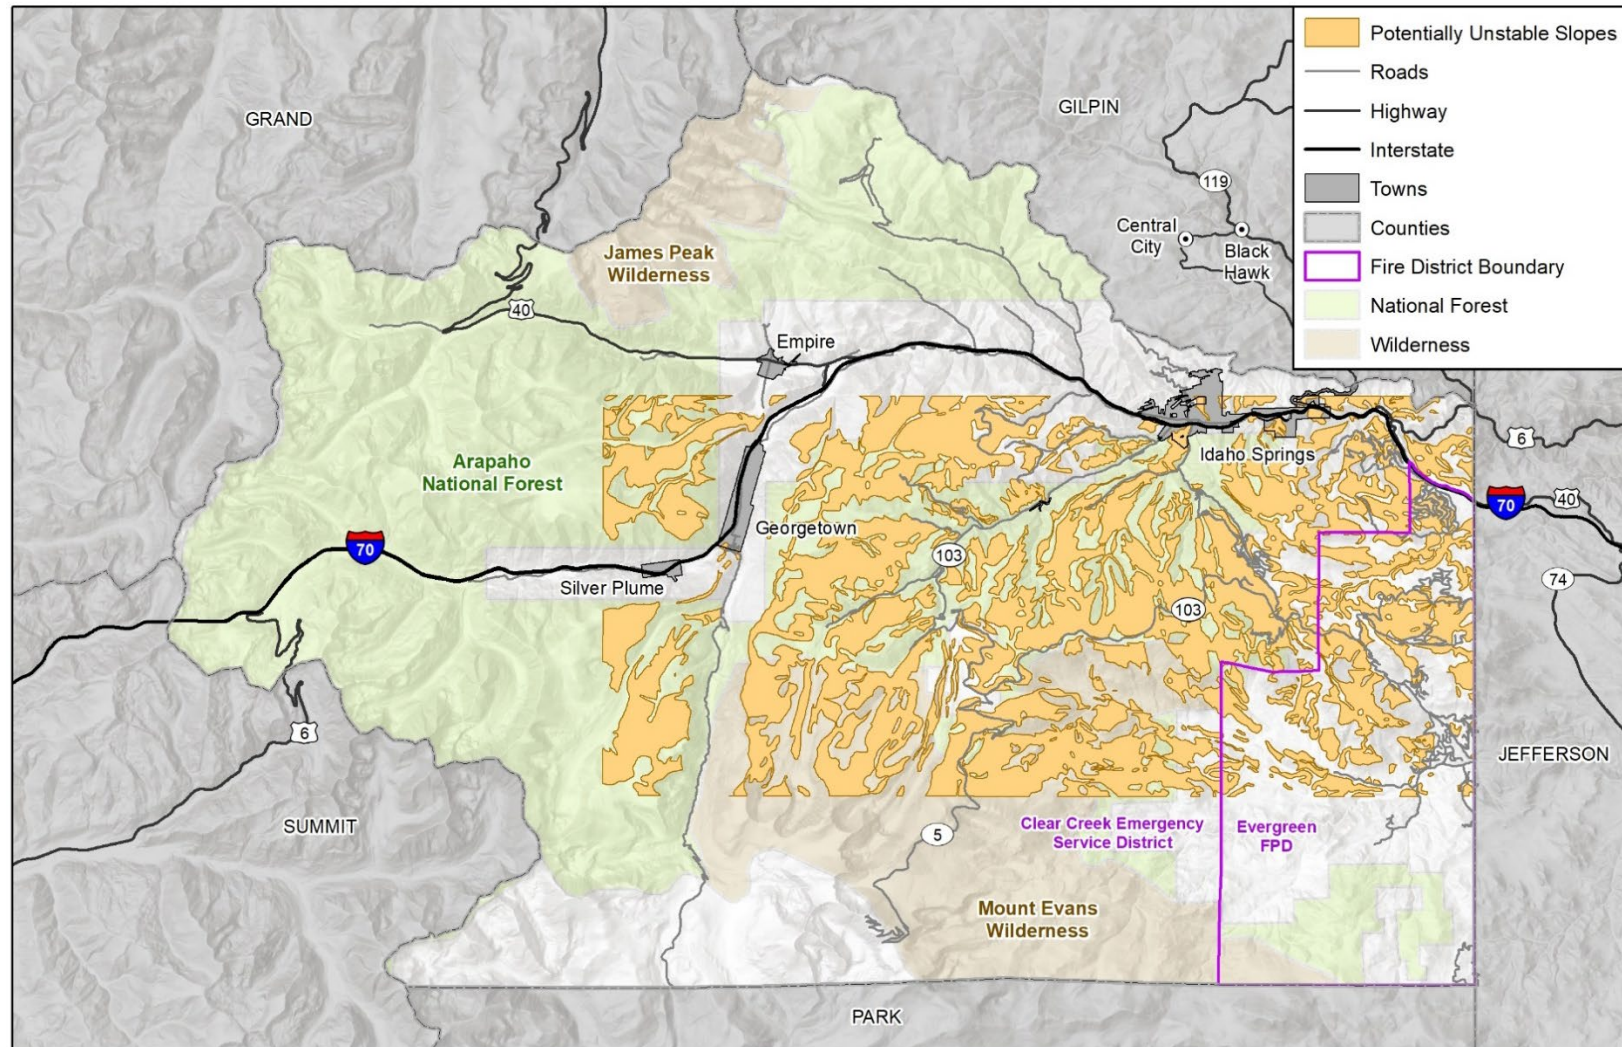 Potentially Unstable Slopes
Roads
Highway
Interstate
Towns
Counties
Fire District Boundary
National Forest
Wilderness
GRAND
GILPIN
119
Central
City
Black
Hawk
James Peak
Wilderness
40
Empire
6
Idaho Springs
Arapaho
National Forest
70
40
Georgetown
70
103
74
Silver Plume
103
6
JEFFERSON
SUMMIT
5
Clear Creek Emergency
Service District
Evergreen
FPD
Mount Evans
Wilderness
PARK